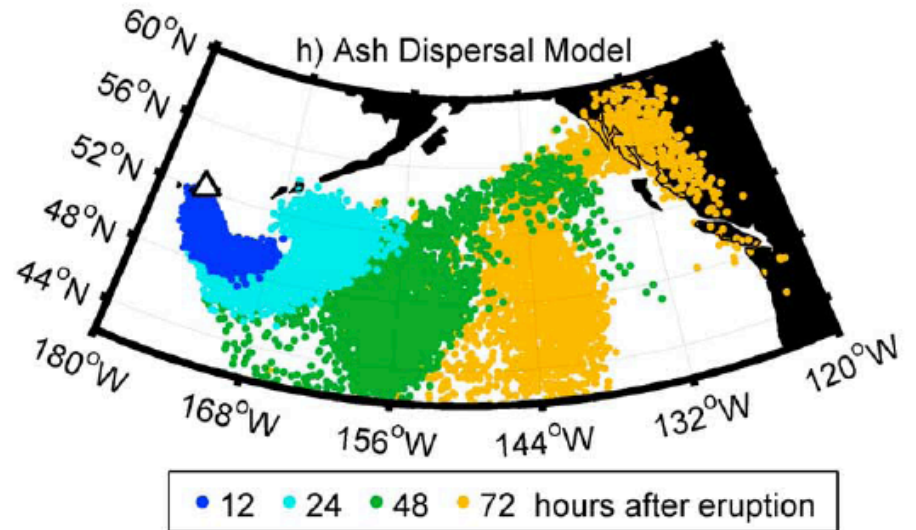 h) Ash Dispersal Model
60°N
56°N
52°N
48°N
44°N
180°W
168°W
156°W
144°W
132°W
120°W
12 24 48 72 hours after eruption